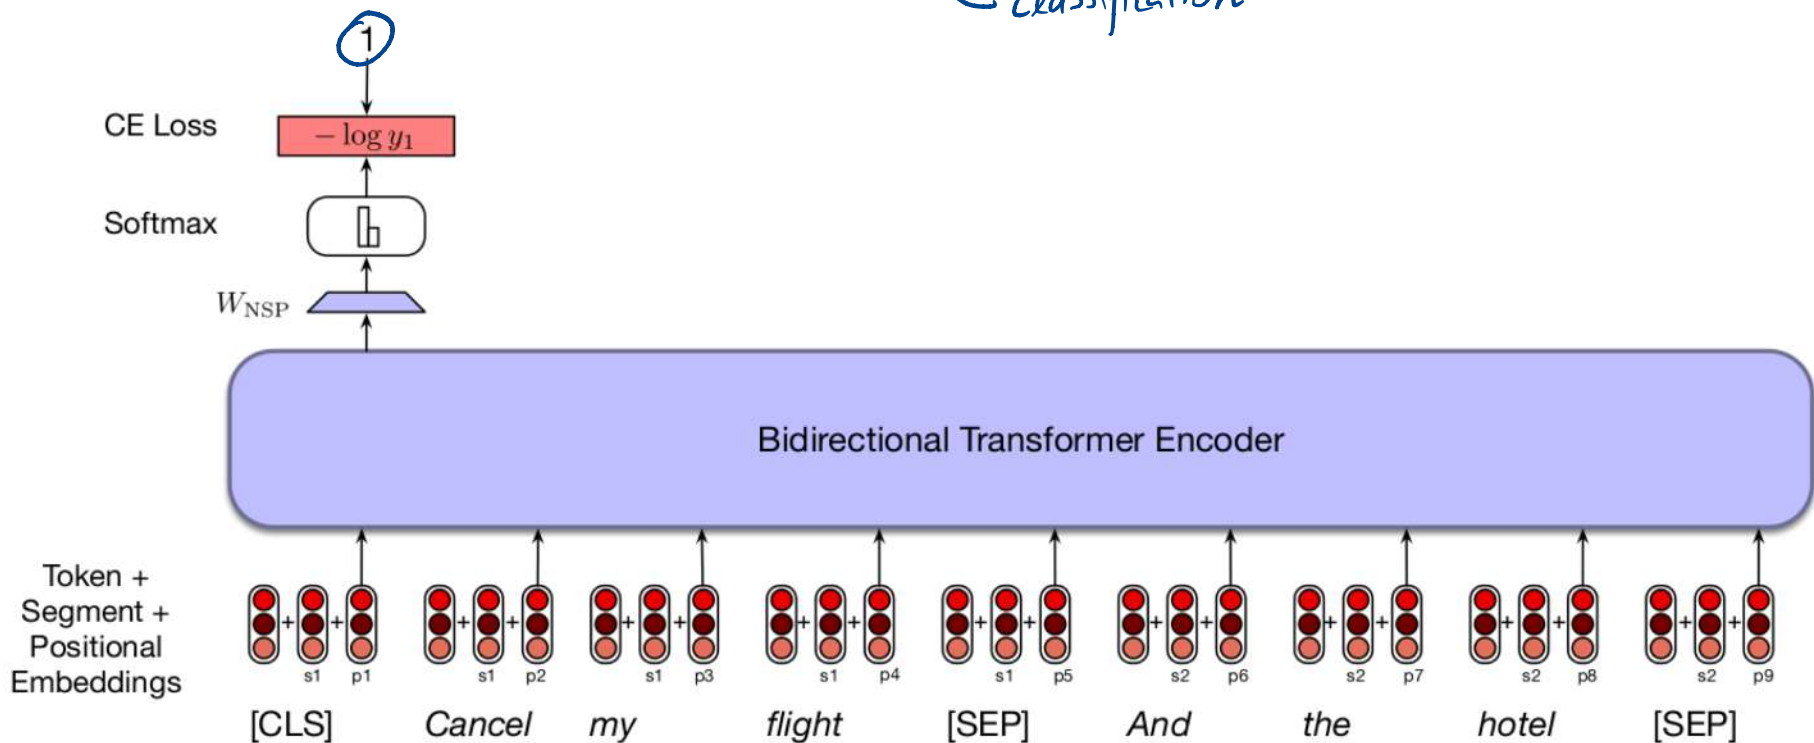 classification
1
CE Loss
− log y₁
Softmax
W_NSP
Bidirectional Transformer Encoder
Token +
Segment +
Positional
Embeddings
+ + + + + + + + + + + + + + + + + +
s1 p1 s1 p2 s1 p3 s1 p4 s1 p5 s2 p6 s2 p7 s2 p8 s2 p9
[CLS] Cancel my flight [SEP] And the hotel [SEP]